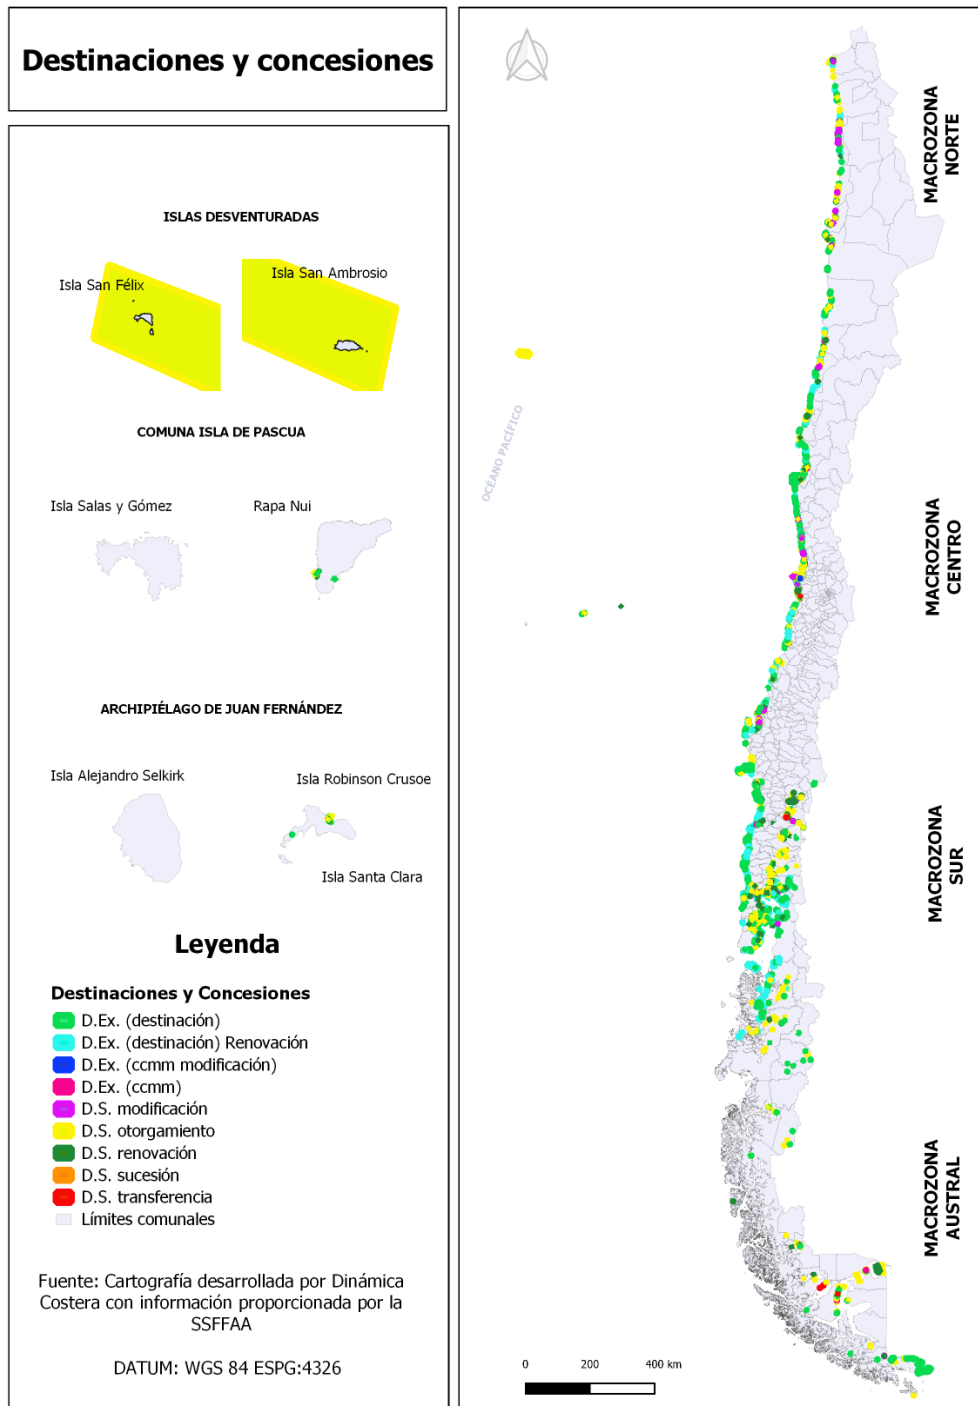 Destinaciones y concesiones
ISLAS DESVENTURADAS
Isla San Félix
Isla San Ambrosio
COMUNA ISLA DE PASCUA
Isla Salas y Gómez
Rapa Nui
ARCHIPIÉLAGO DE JUAN FERNÁNDEZ
Isla Alejandro Selkirk
Isla Robinson Crusoe
Isla Santa Clara
Leyenda
Destinaciones y Concesiones
D.Ex. (destinación)
D.Ex. (destinación) Renovación
D.Ex. (ccmm modificación)
D.Ex. (ccmm)
D.S. modificación
D.S. otorgamiento
D.S. renovación
D.S. sucesión
D.S. transferencia
Límites comunales
Fuente: Cartografía desarrollada por Dinámica
Costera con información proporcionada por la
SSFFAA
DATUM: WGS 84 ESPG:4326
OCÉANO PACÍFICO
MACROZONA
NORTE
MACROZONA
CENTRO
MACROZONA
SUR
MACROZONA
AUSTRAL
0 200 400 km